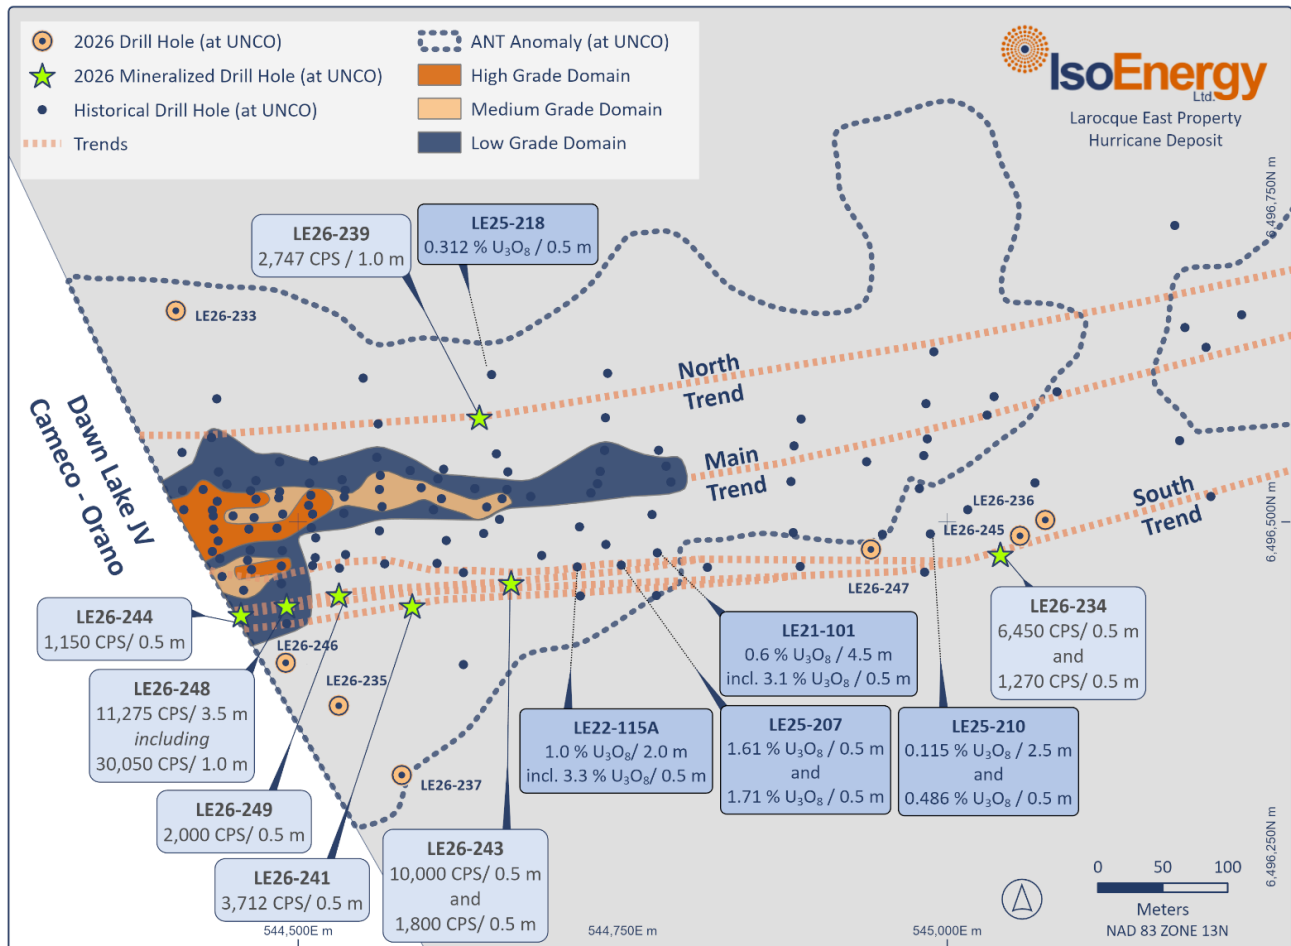 2026 Drill Hole (at UNCO)
2026 Mineralized Drill Hole (at UNCO)
Historical Drill Hole (at UNCO)
Trends
ANT Anomaly (at UNCO)
High Grade Domain
Medium Grade Domain
Low Grade Domain
IsoEnergy
Ltd.
Larocque East Property
Hurricane Deposit
6,496,750N m
LE26-239
2,747 CPS / 1.0 m
LE25-218
0.312 % U₃O₈ / 0.5 m
LE26-233
North
Trend
Main
Trend
South
Trend
Dawn Lake JV
Cameco - Orano
LE26-236
LE26-245
6,496,500N m
LE26-247
LE26-244
1,150 CPS/ 0.5 m
LE26-246
LE26-235
LE26-237
LE26-248
11,275 CPS/ 3.5 m
including
30,050 CPS/ 1.0 m
LE26-249
2,000 CPS/ 0.5 m
LE26-241
3,712 CPS/ 0.5 m
LE26-243
10,000 CPS/ 0.5 m
and
1,800 CPS/ 0.5 m
LE22-115A
1.0 % U₃O₈/ 2.0 m
incl. 3.3 % U₃O₈/ 0.5 m
LE21-101
0.6 % U₃O₈ / 4.5 m
incl. 3.1 % U₃O₈ / 0.5 m
LE25-207
1.61 % U₃O₈ / 0.5 m
and
1.71 % U₃O₈ / 0.5 m
LE25-210
0.115 % U₃O₈ / 2.5 m
and
0.486 % U₃O₈ / 0.5 m
LE26-234
6,450 CPS/ 0.5 m
and
1,270 CPS/ 0.5 m
6,496,250N m
0 50 100
Meters
NAD 83 ZONE 13N
544,500E m
544,750E m
545,000E m